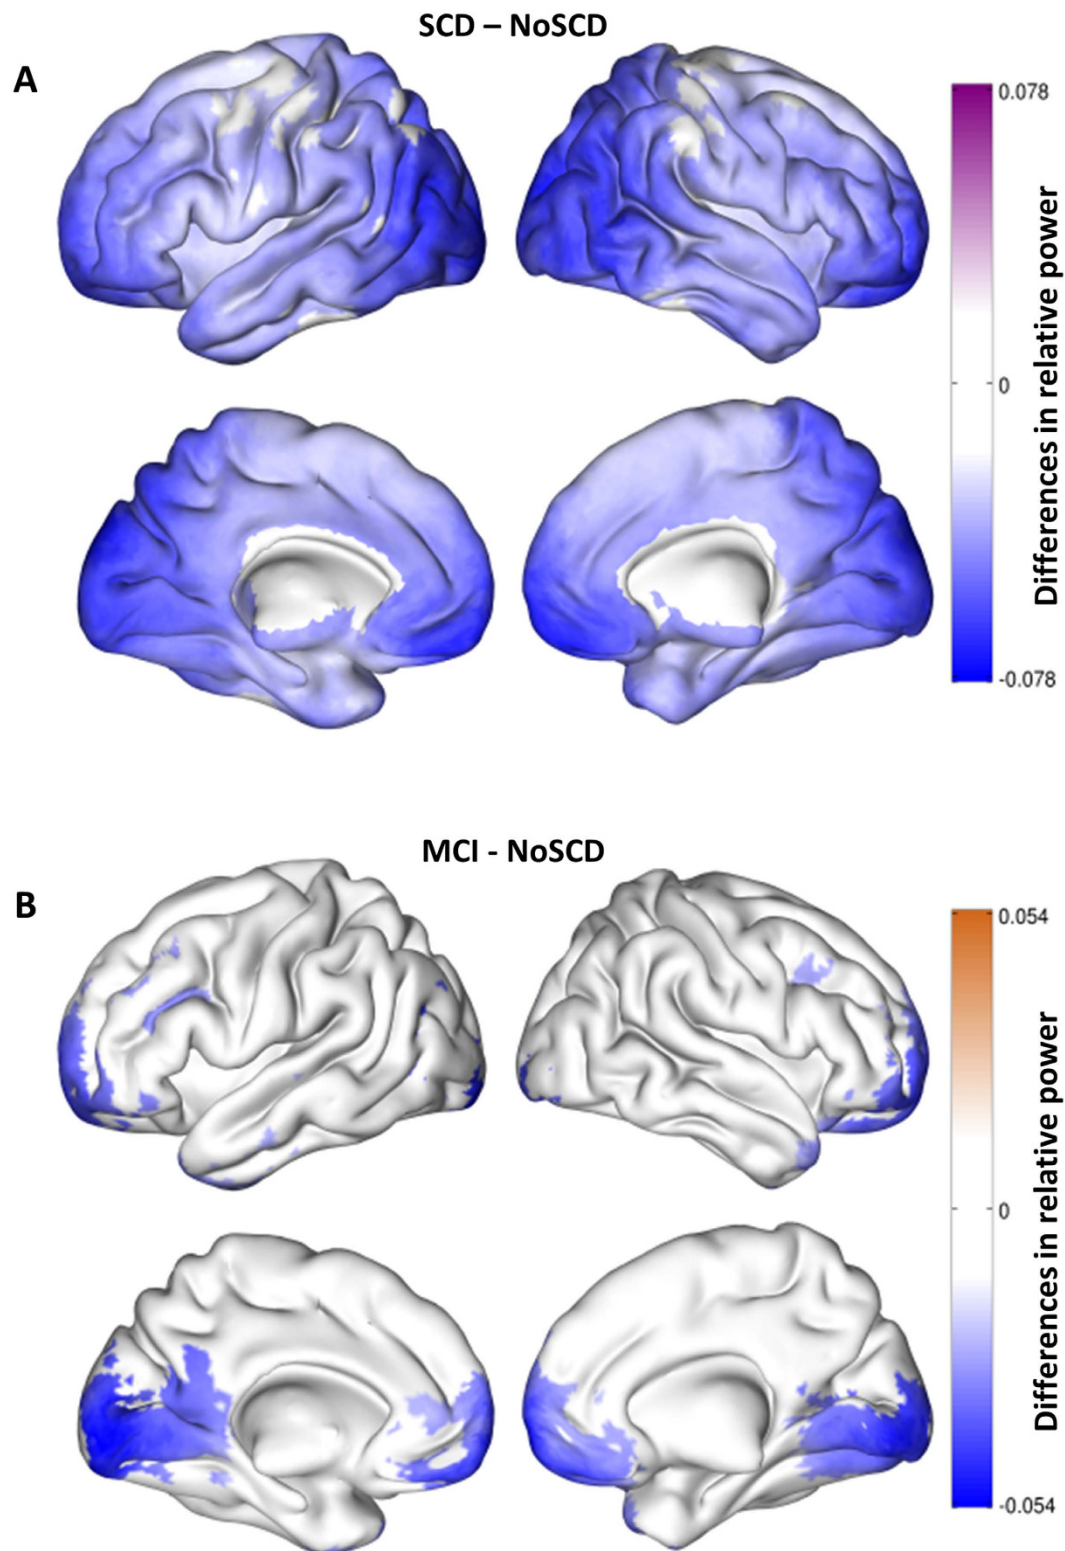 SCD – NoSCD
A
0.078
0
-0.078
Differences in relative power
MCI - NoSCD
B
0.054
0
-0.054
Differences in relative power